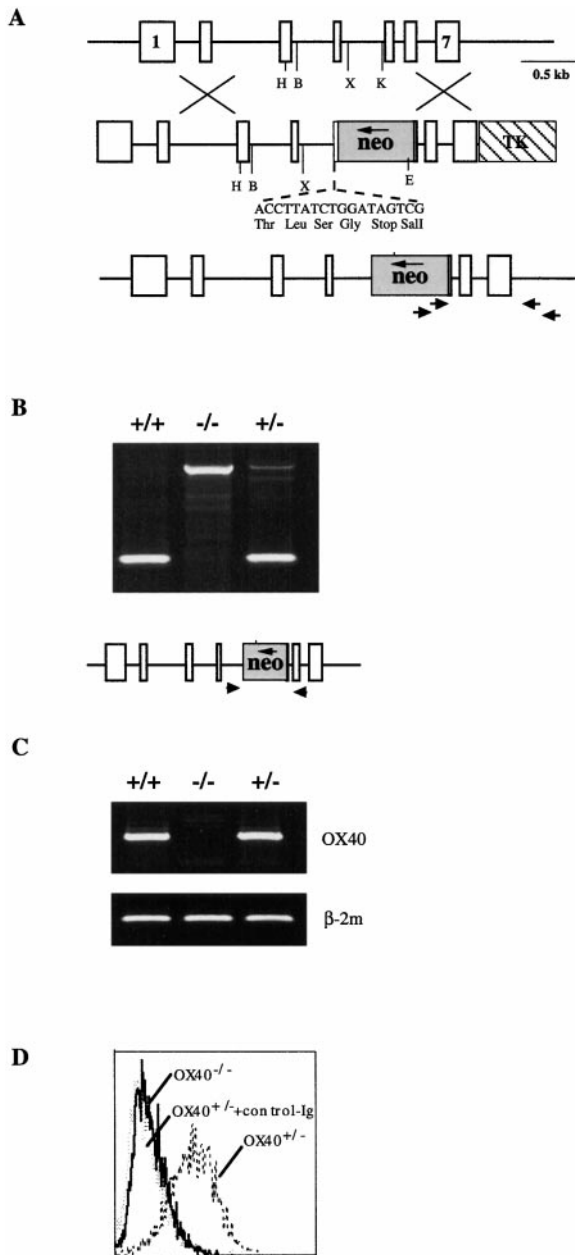 A
1
7
H B X K
0.5 kb
neo
TK
H B X E
ACCTTATCTGGATAGTCG
Thr Leu Ser Gly Stop SalI
neo
B
+/+ -/- +/-
neo
C
+/+ -/- +/-
OX40
β-2m
D
OX40-/-
OX40+/-+control-Ig
OX40+/-